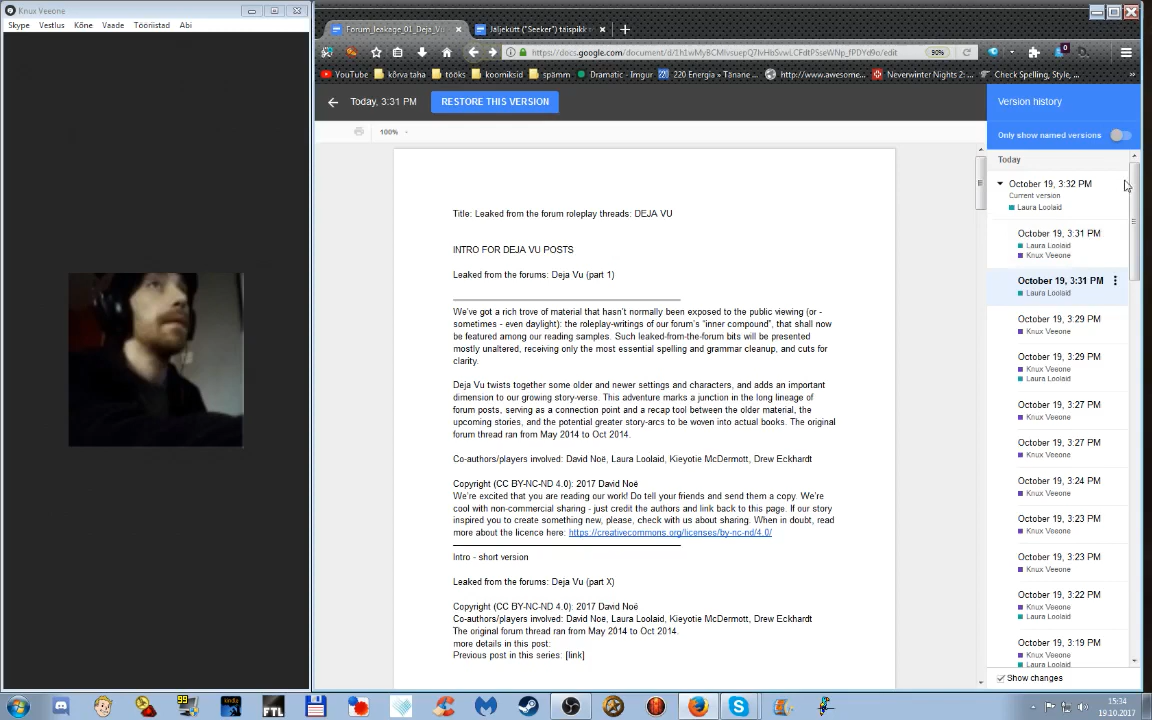 Knux Veeone
Skype Vestlus Kõne Vaade Tööriistad Abi
Forum_leakage_01_Deja_Vu
Jäljekütt ("Seeker") täispikk
https://docs.google.com/document/d/
90%
YouTube kõrva taha tööks koomiksid spämm Dramatic - Imgur 220 Energia » Tänane ... http://www.awesome... Neverwinter Nights 2: ... Check Spelling, Style, ...
Today, 3:31 PM RESTORE THIS VERSION
Version history
Only show named versions
100%
Title: Leaked from the forum roleplay threads: DEJA VU
INTRO FOR DEJA VU POSTS
Leaked from the forums: Deja Vu (part 1)
We've got a rich trove of material that hasn't normally been exposed to the public viewing (or -
sometimes - even daylight): the roleplay-writings of our forum's "inner compound", that shall now
be featured among our reading samples. Such leaked-from-the-forum bits will be presented
mostly unaltered, receiving only the most essential spelling and grammar cleanup, and cuts for
clarity.
Deja Vu twists together some older and newer settings and characters, and adds an important
dimension to our growing story-verse. This adventure marks a junction in the long lineage of
forum posts, serving as a connection point and a recap tool between the older material, the
upcoming stories, and the potential greater story-arcs to be woven into actual books. The original
forum thread ran from May 2014 to Oct 2014.
Co-authors/players involved: David Noë, Laura Loolaid, Kieyotie McDermott, Drew Eckhardt
Copyright (CC BY-NC-ND 4.0): 2017 David Noë
We're excited that you are reading our work! Do tell your friends and send them a copy. We're
cool with non-commercial sharing - just credit the authors and link back to this page. If our story
inspired you to create something new, please, check with us about sharing. When in doubt, read
more about the licence here: https://creativecommons.org/licenses/by-nc-nd/4.0/
Intro - short version
Leaked from the forums: Deja Vu (part X)
Copyright (CC BY-NC-ND 4.0): 2017 David Noë
Co-authors/players involved: David Noë, Laura Loolaid, Kieyotie McDermott, Drew Eckhardt
The original forum thread ran from May 2014 to Oct 2014.
more details in this post:
Previous post in this series: [link]
Today
October 19, 3:32 PM
Current version
Laura Loolaid
October 19, 3:31 PM
Laura Loolaid
Knux Veeone
October 19, 3:31 PM
Laura Loolaid
October 19, 3:29 PM
Knux Veeone
October 19, 3:29 PM
Knux Veeone
Laura Loolaid
October 19, 3:27 PM
Knux Veeone
October 19, 3:27 PM
Knux Veeone
October 19, 3:24 PM
Knux Veeone
October 19, 3:23 PM
Knux Veeone
October 19, 3:23 PM
Knux Veeone
October 19, 3:22 PM
Knux Veeone
Laura Loolaid
October 19, 3:19 PM
Knux Veeone
Laura Loolaid
Show changes
99
kindle
FTL
15:34
19.10.2017